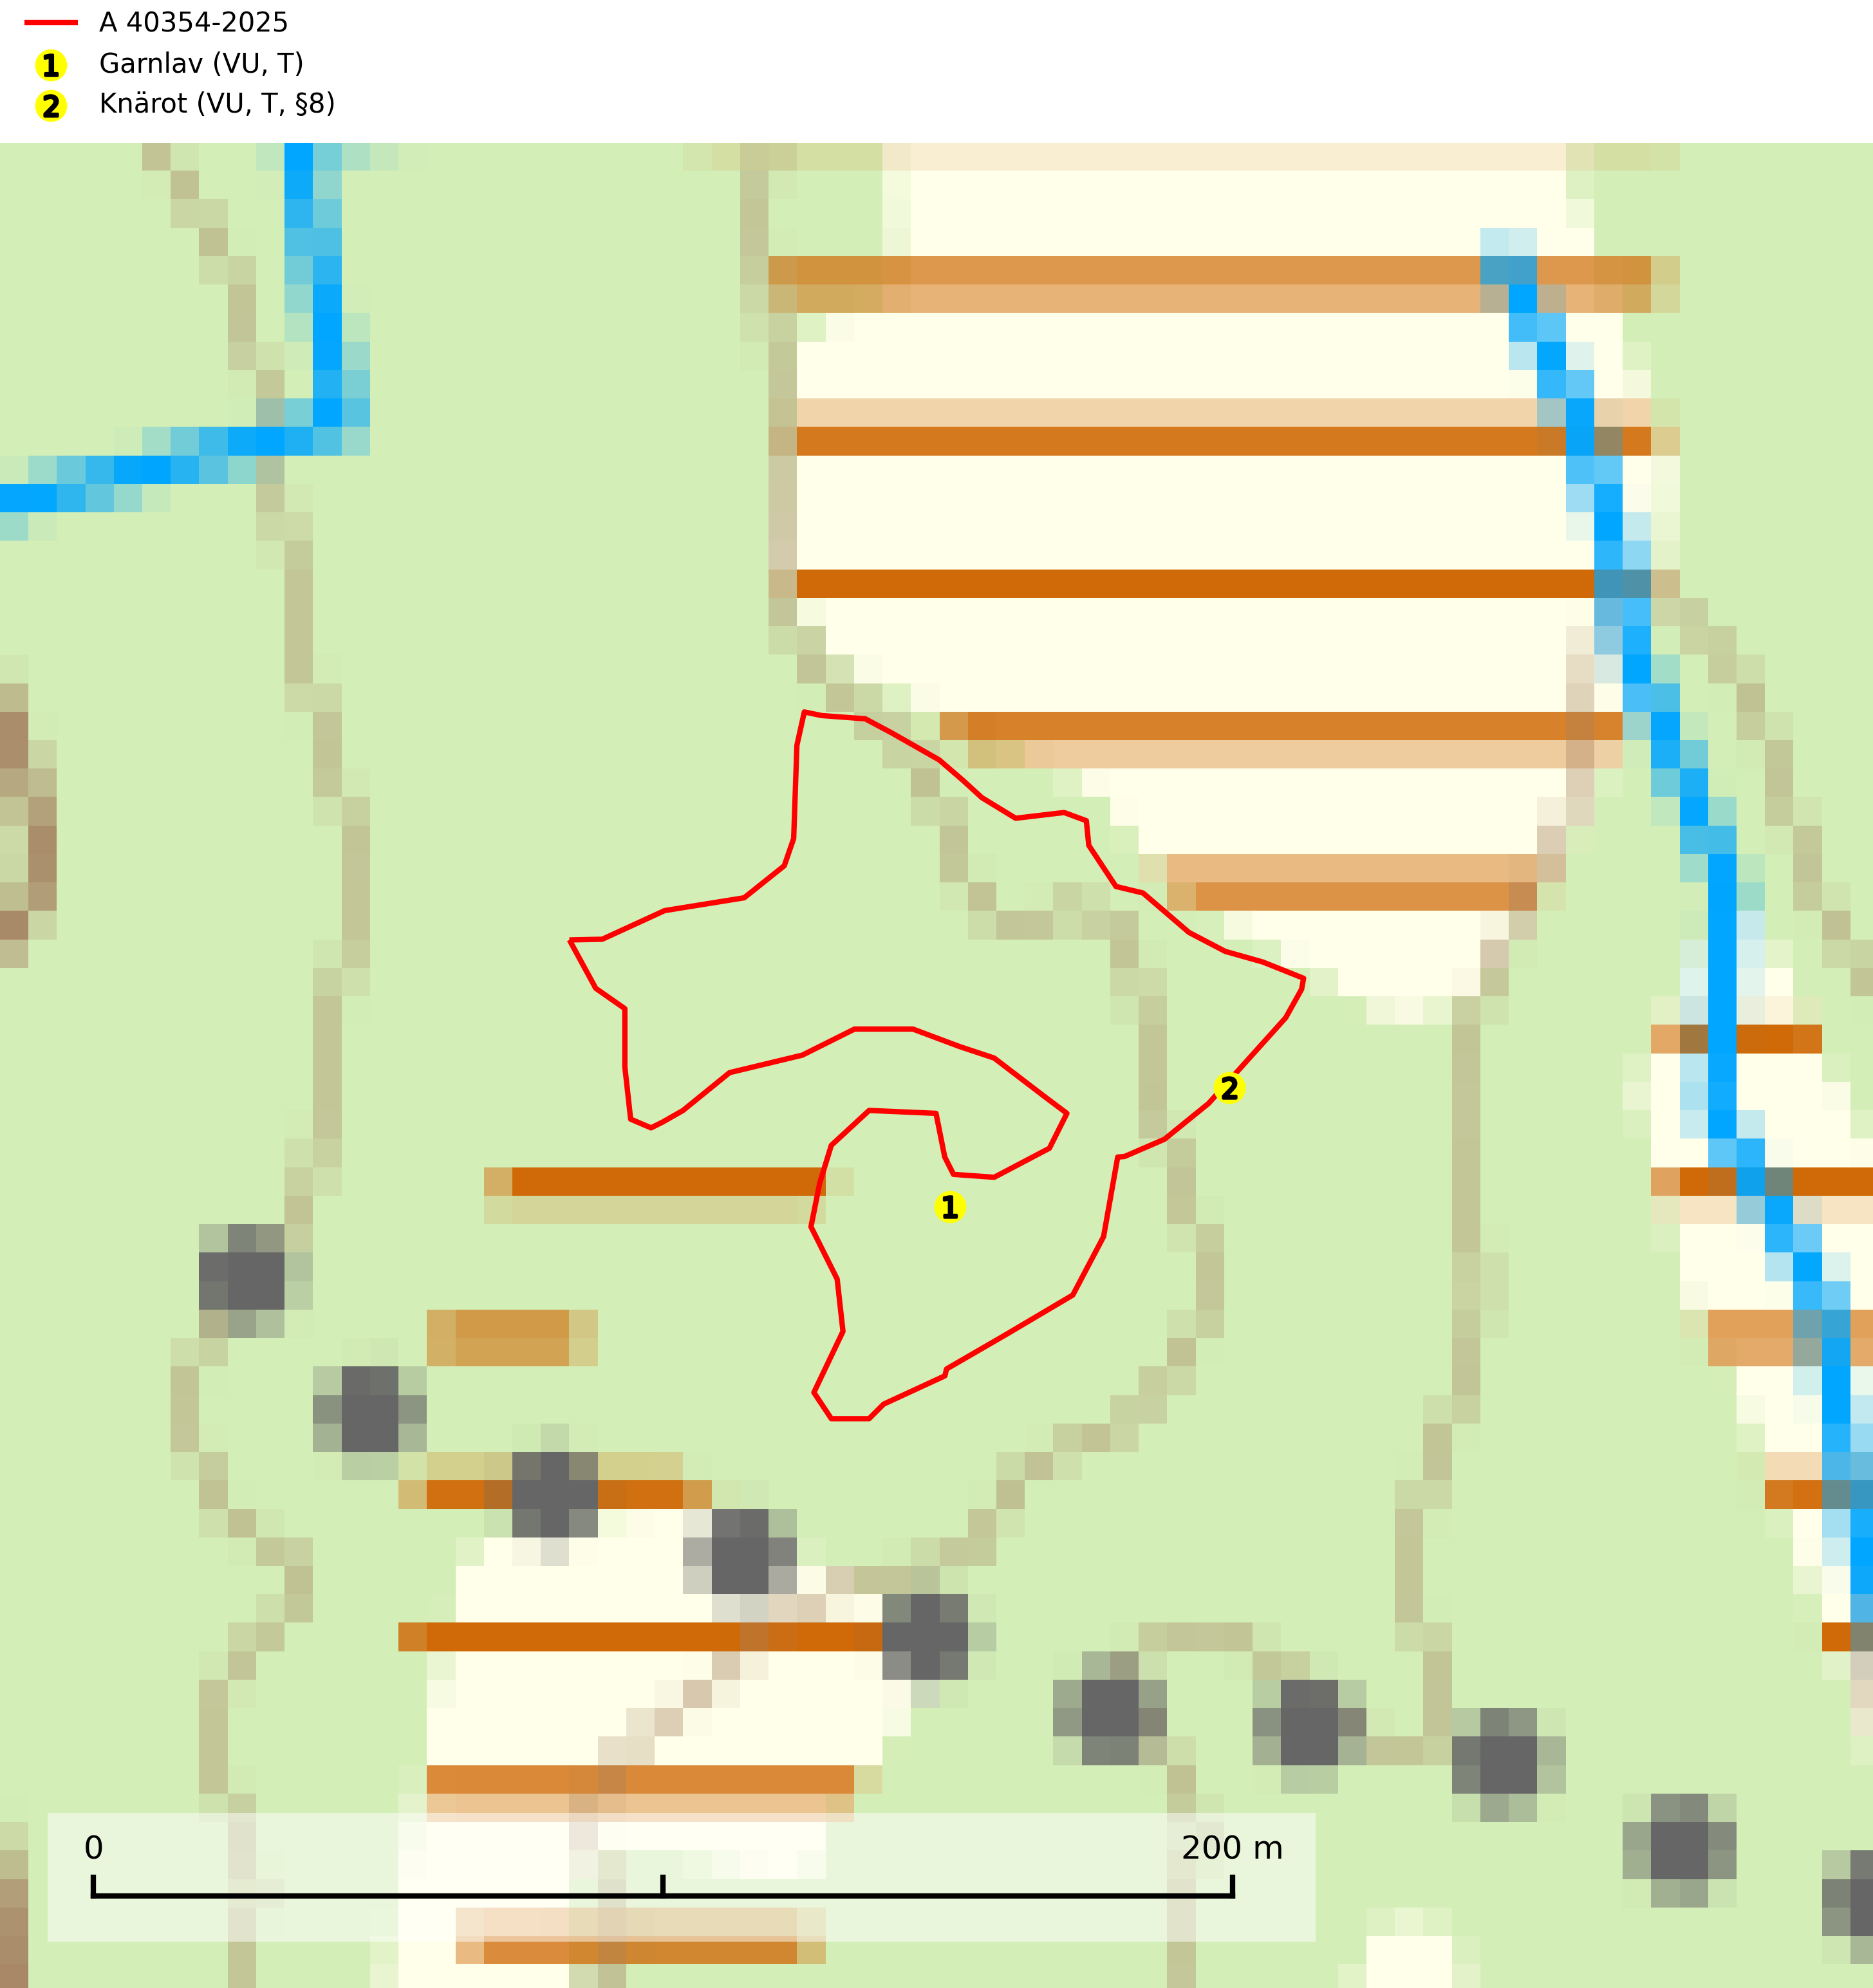 A 40354-2025
1 Garnlav (VU, T)
2 Knärot (VU, T, §8)
2
1
0 200 m